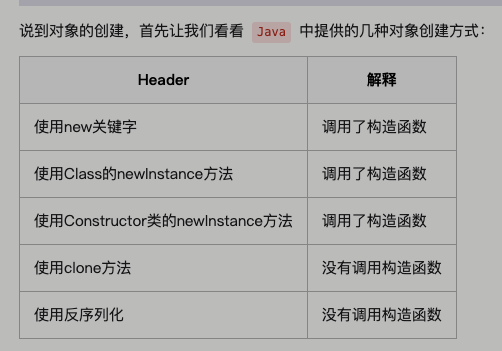 说到对象的创建，首先让我们看看 Java 中提供的几种对象创建方式：
Header 解释
使用new关键字 调用了构造函数
使用Class的newInstance方法 调用了构造函数
使用Constructor类的newInstance方法 调用了构造函数
使用clone方法 没有调用构造函数
使用反序列化 没有调用构造函数